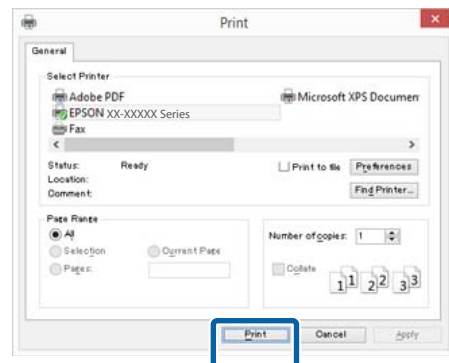 Print
General
Select Printer
Adobe PDF
Microsoft XPS Documen
EPSON XX-XXXXX Series
Fax
Status: Ready
Print to file
Preferences
Location:
Comment:
Find Printer...
Page Range
All
Selection
Current Page
Pages:
Number of copies: 1
Collate
1 1 2 2 3 3
Print
Cancel
Apply